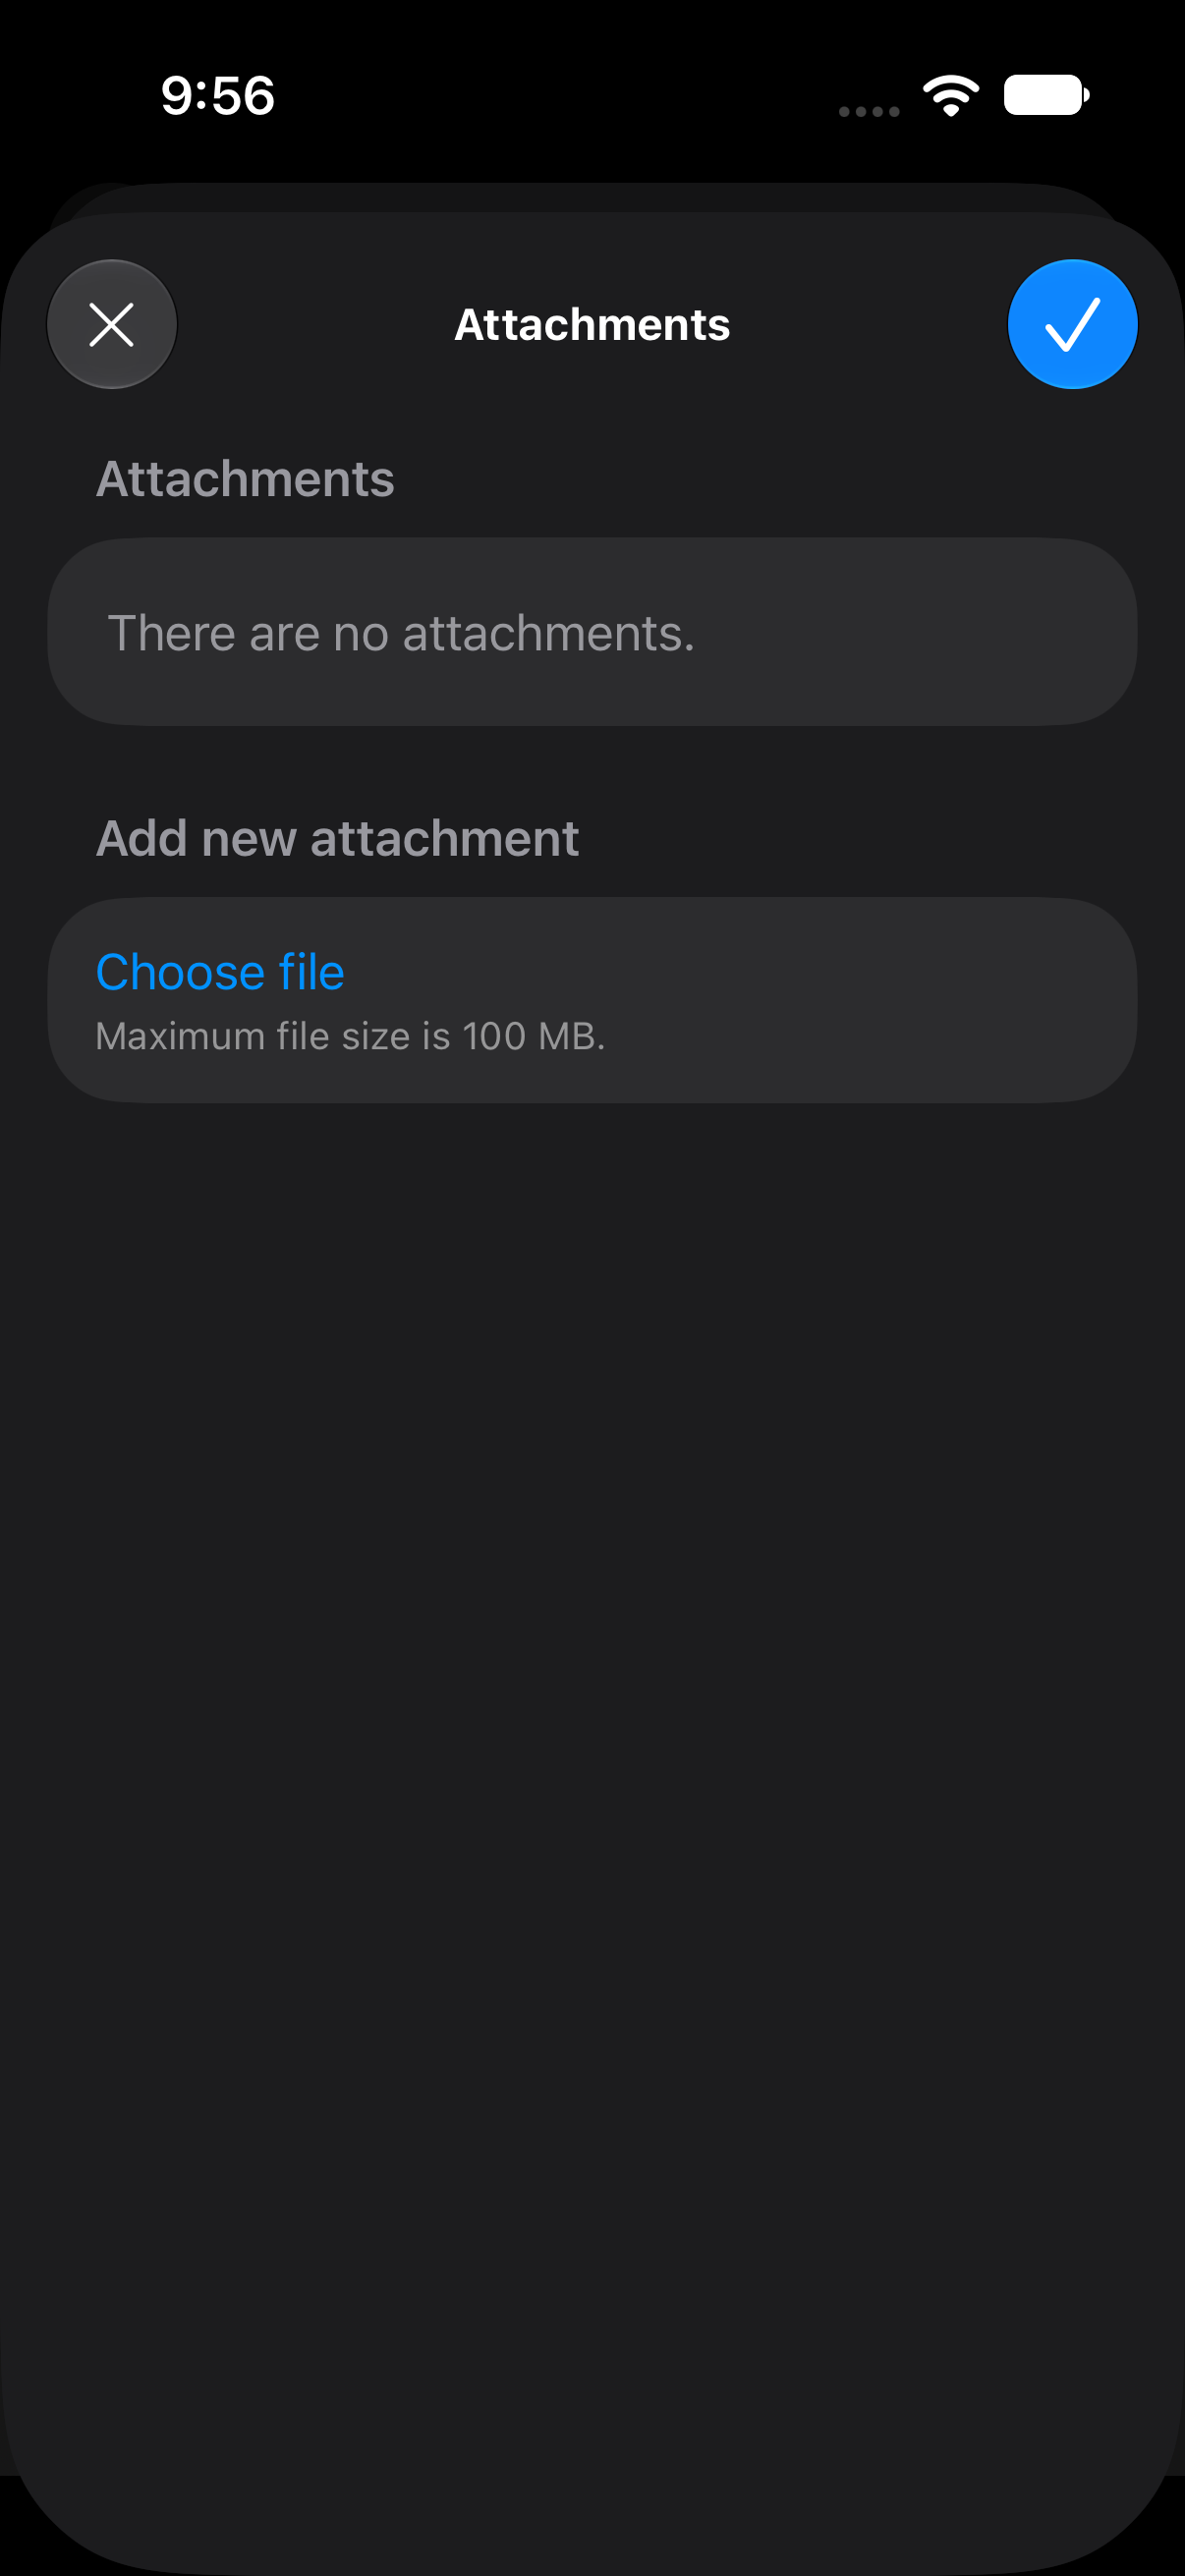 9:56
Attachments
Attachments
There are no attachments.
Add new attachment
Choose file
Maximum file size is 100 MB.